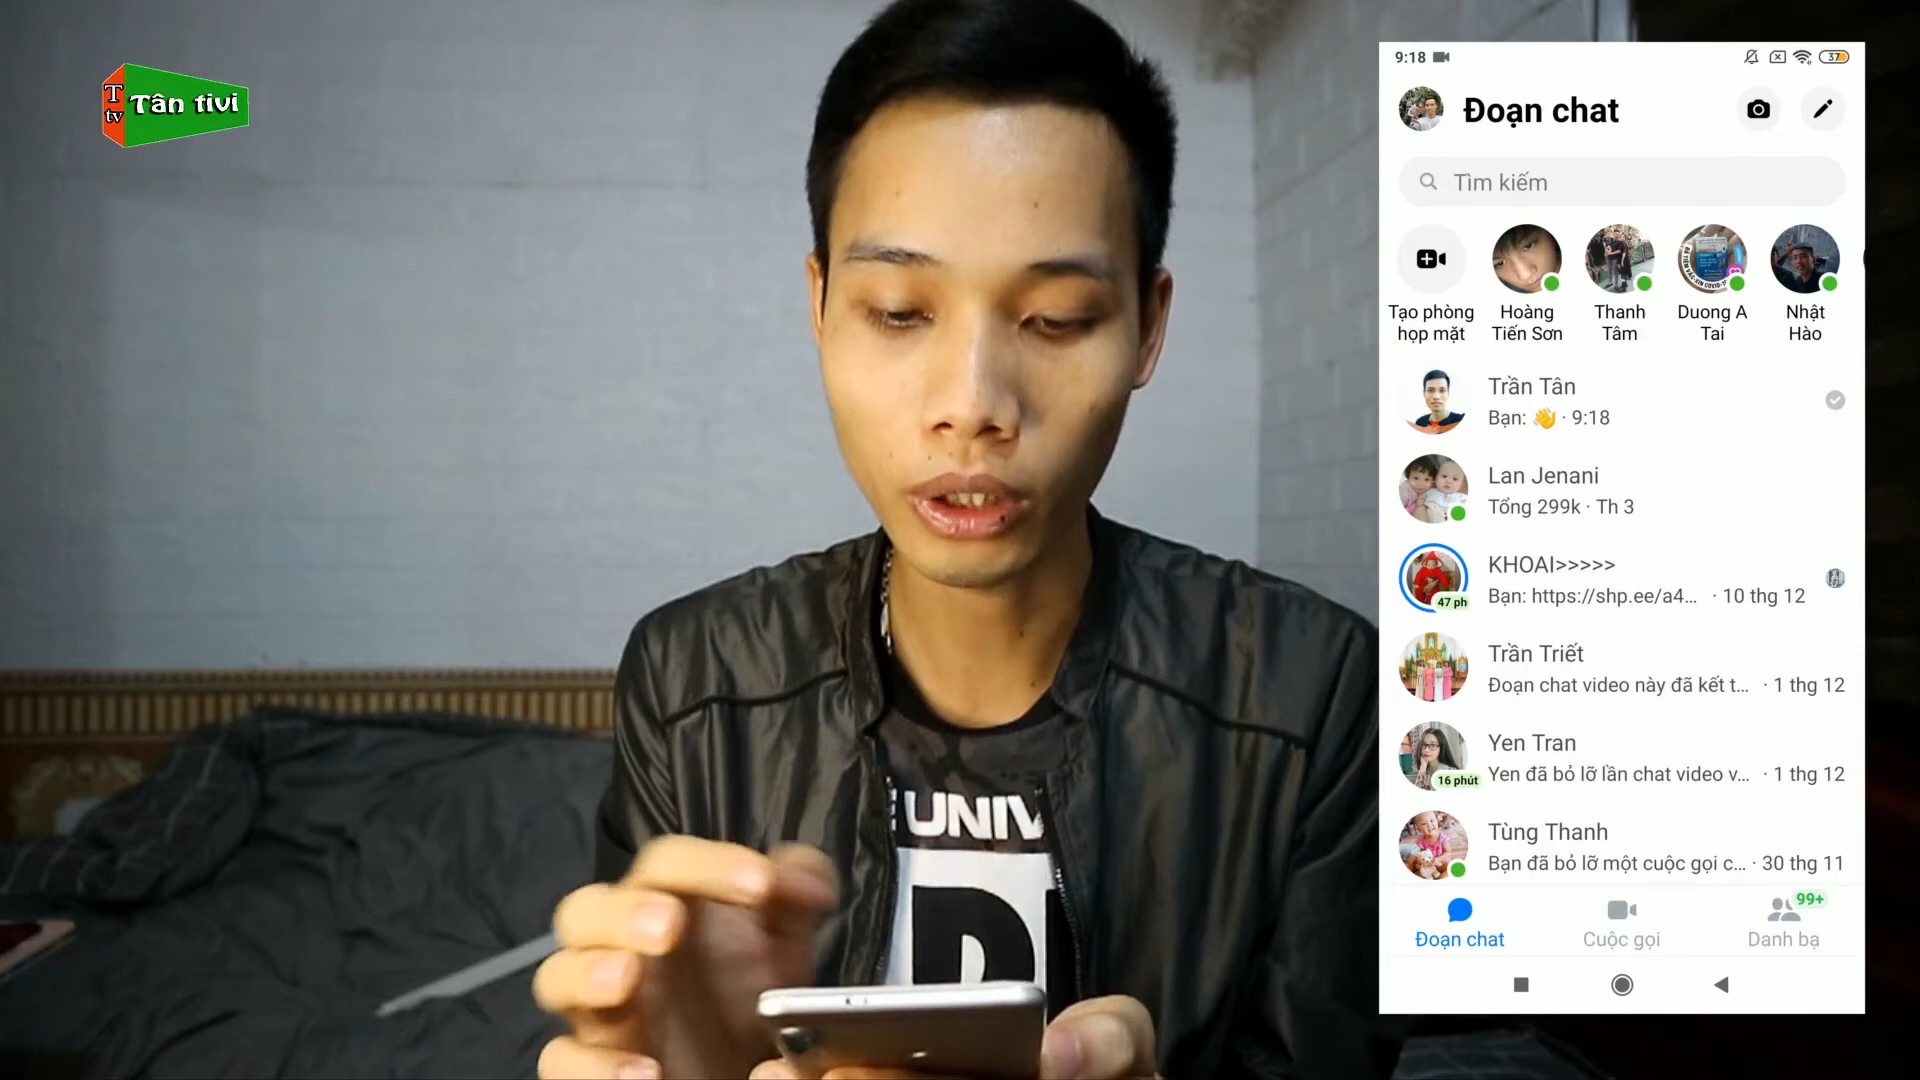 T
tv
Tân tivi
UNIV
9:18
37
Đoạn chat
Tìm kiếm
Tạo phòng
họp mặt
Hoàng
Tiến Sơn
Thanh
Tâm
Duong A
Tai
Nhật
Hào
Trần Tân
Bạn: 👋 · 9:18
Lan Jenani
Tổng 299k · Th 3
KHOAI>>>>>
47 ph
Bạn: https://shp.ee/a4... · 10 thg 12
Trần Triết
Đoạn chat video này đã kết t... · 1 thg 12
Yen Tran
16 phút
Yen đã bỏ lỡ lần chat video v... · 1 thg 12
Tùng Thanh
Bạn đã bỏ lỡ một cuộc gọi c... · 30 thg 11
99+
Đoạn chat
Cuộc gọi
Danh bạ